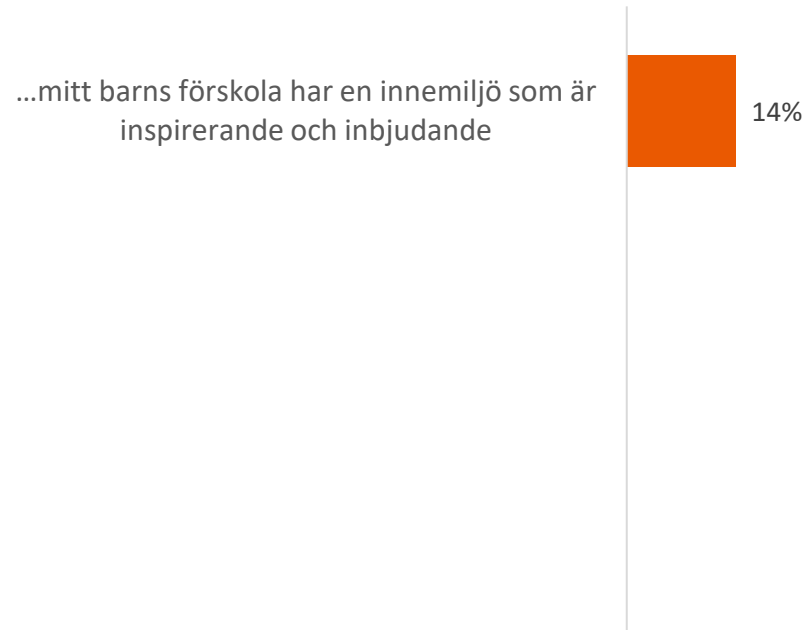 …mitt barns förskola har en innemiljö som är
inspirerande och inbjudande
14%